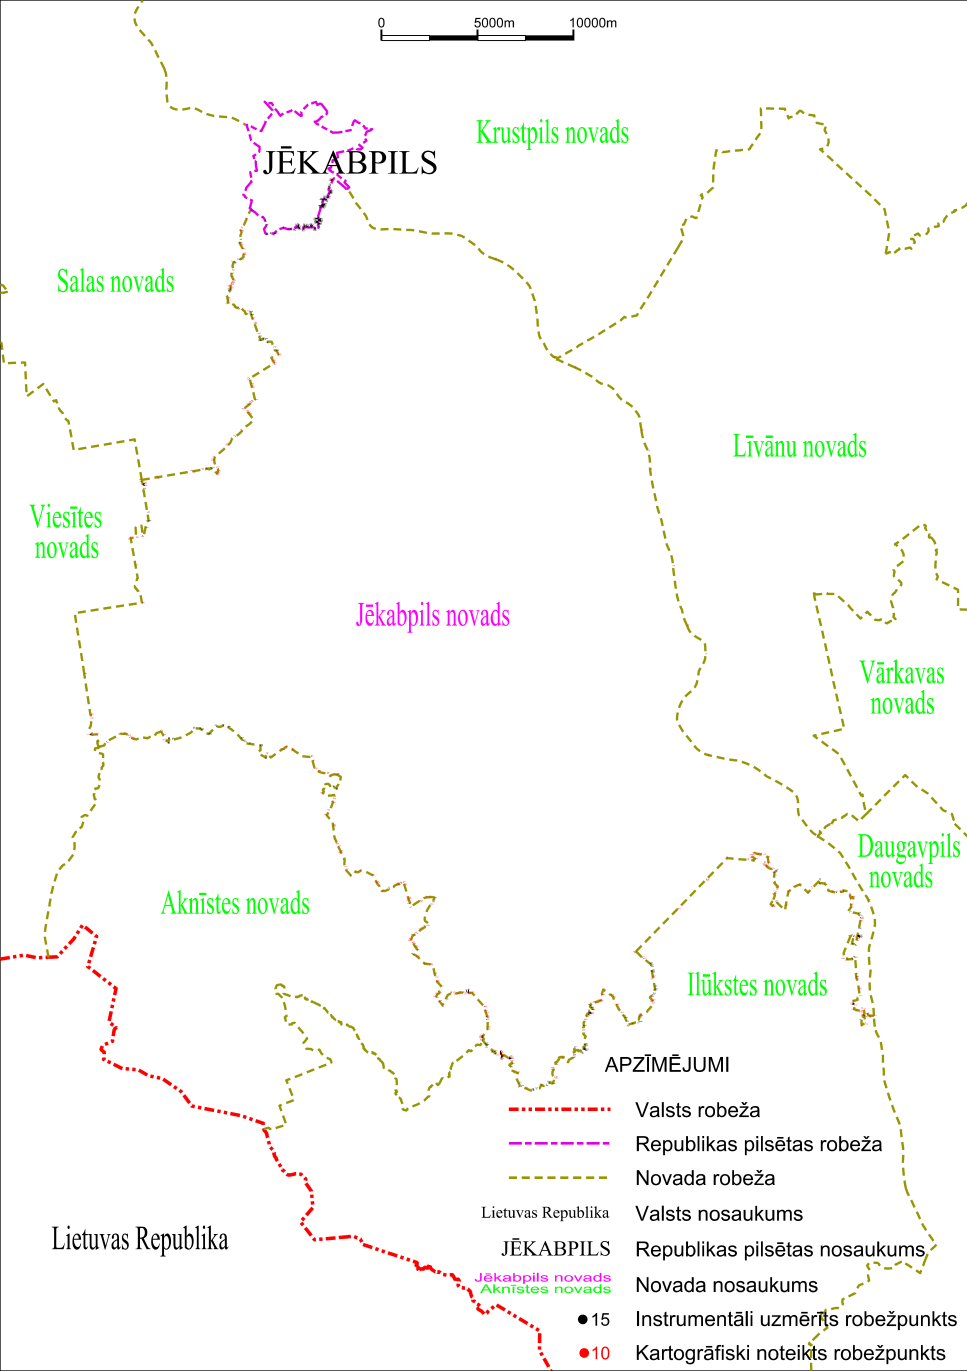 0 5000m 10000m
Krustpils novads
JĒKABPILS
Salas novads
Līvānu novads
Viesītes
novads
Jēkabpils novads
Vārkavas
novads
Daugavpils
novads
Aknīstes novads
Ilūkstes novads
APZĪMĒJUMI
Valsts robeža
Republikas pilsētas robeža
Novada robeža
Lietuvas Republika Valsts nosaukums
Lietuvas Republika
JĒKABPILS Republikas pilsētas nosaukums
Jēkabpils novads
Aknīstes novads
Novada nosaukums
15 Instrumentāli uzmērīts robežpunkts
10 Kartogrāfiski noteikts robežpunkts